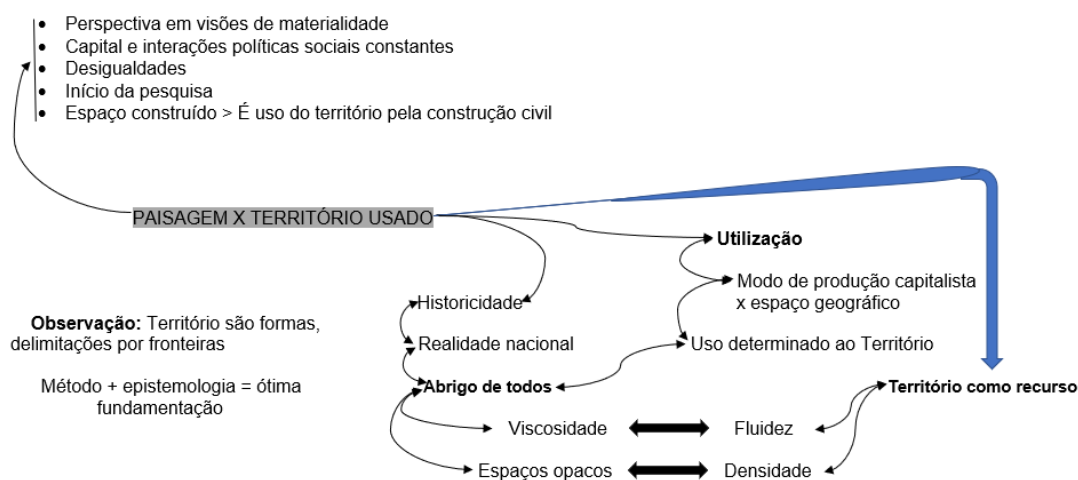 • Perspectiva em visões de materialidade
• Capital e interações políticas sociais constantes
• Desigualdades
• Início da pesquisa
• Espaço construído > É uso do território pela construção civil
PAISAGEM X TERRITÓRIO USADO
Utilização
Modo de produção capitalista
x espaço geográfico
Historicidade
Observação: Território são formas,
delimitações por fronteiras
Realidade nacional
Uso determinado ao Território
Método + epistemologia = ótima
fundamentação
Abrigo de todos
Território como recurso
Viscosidade
Fluidez
Espaços opacos
Densidade